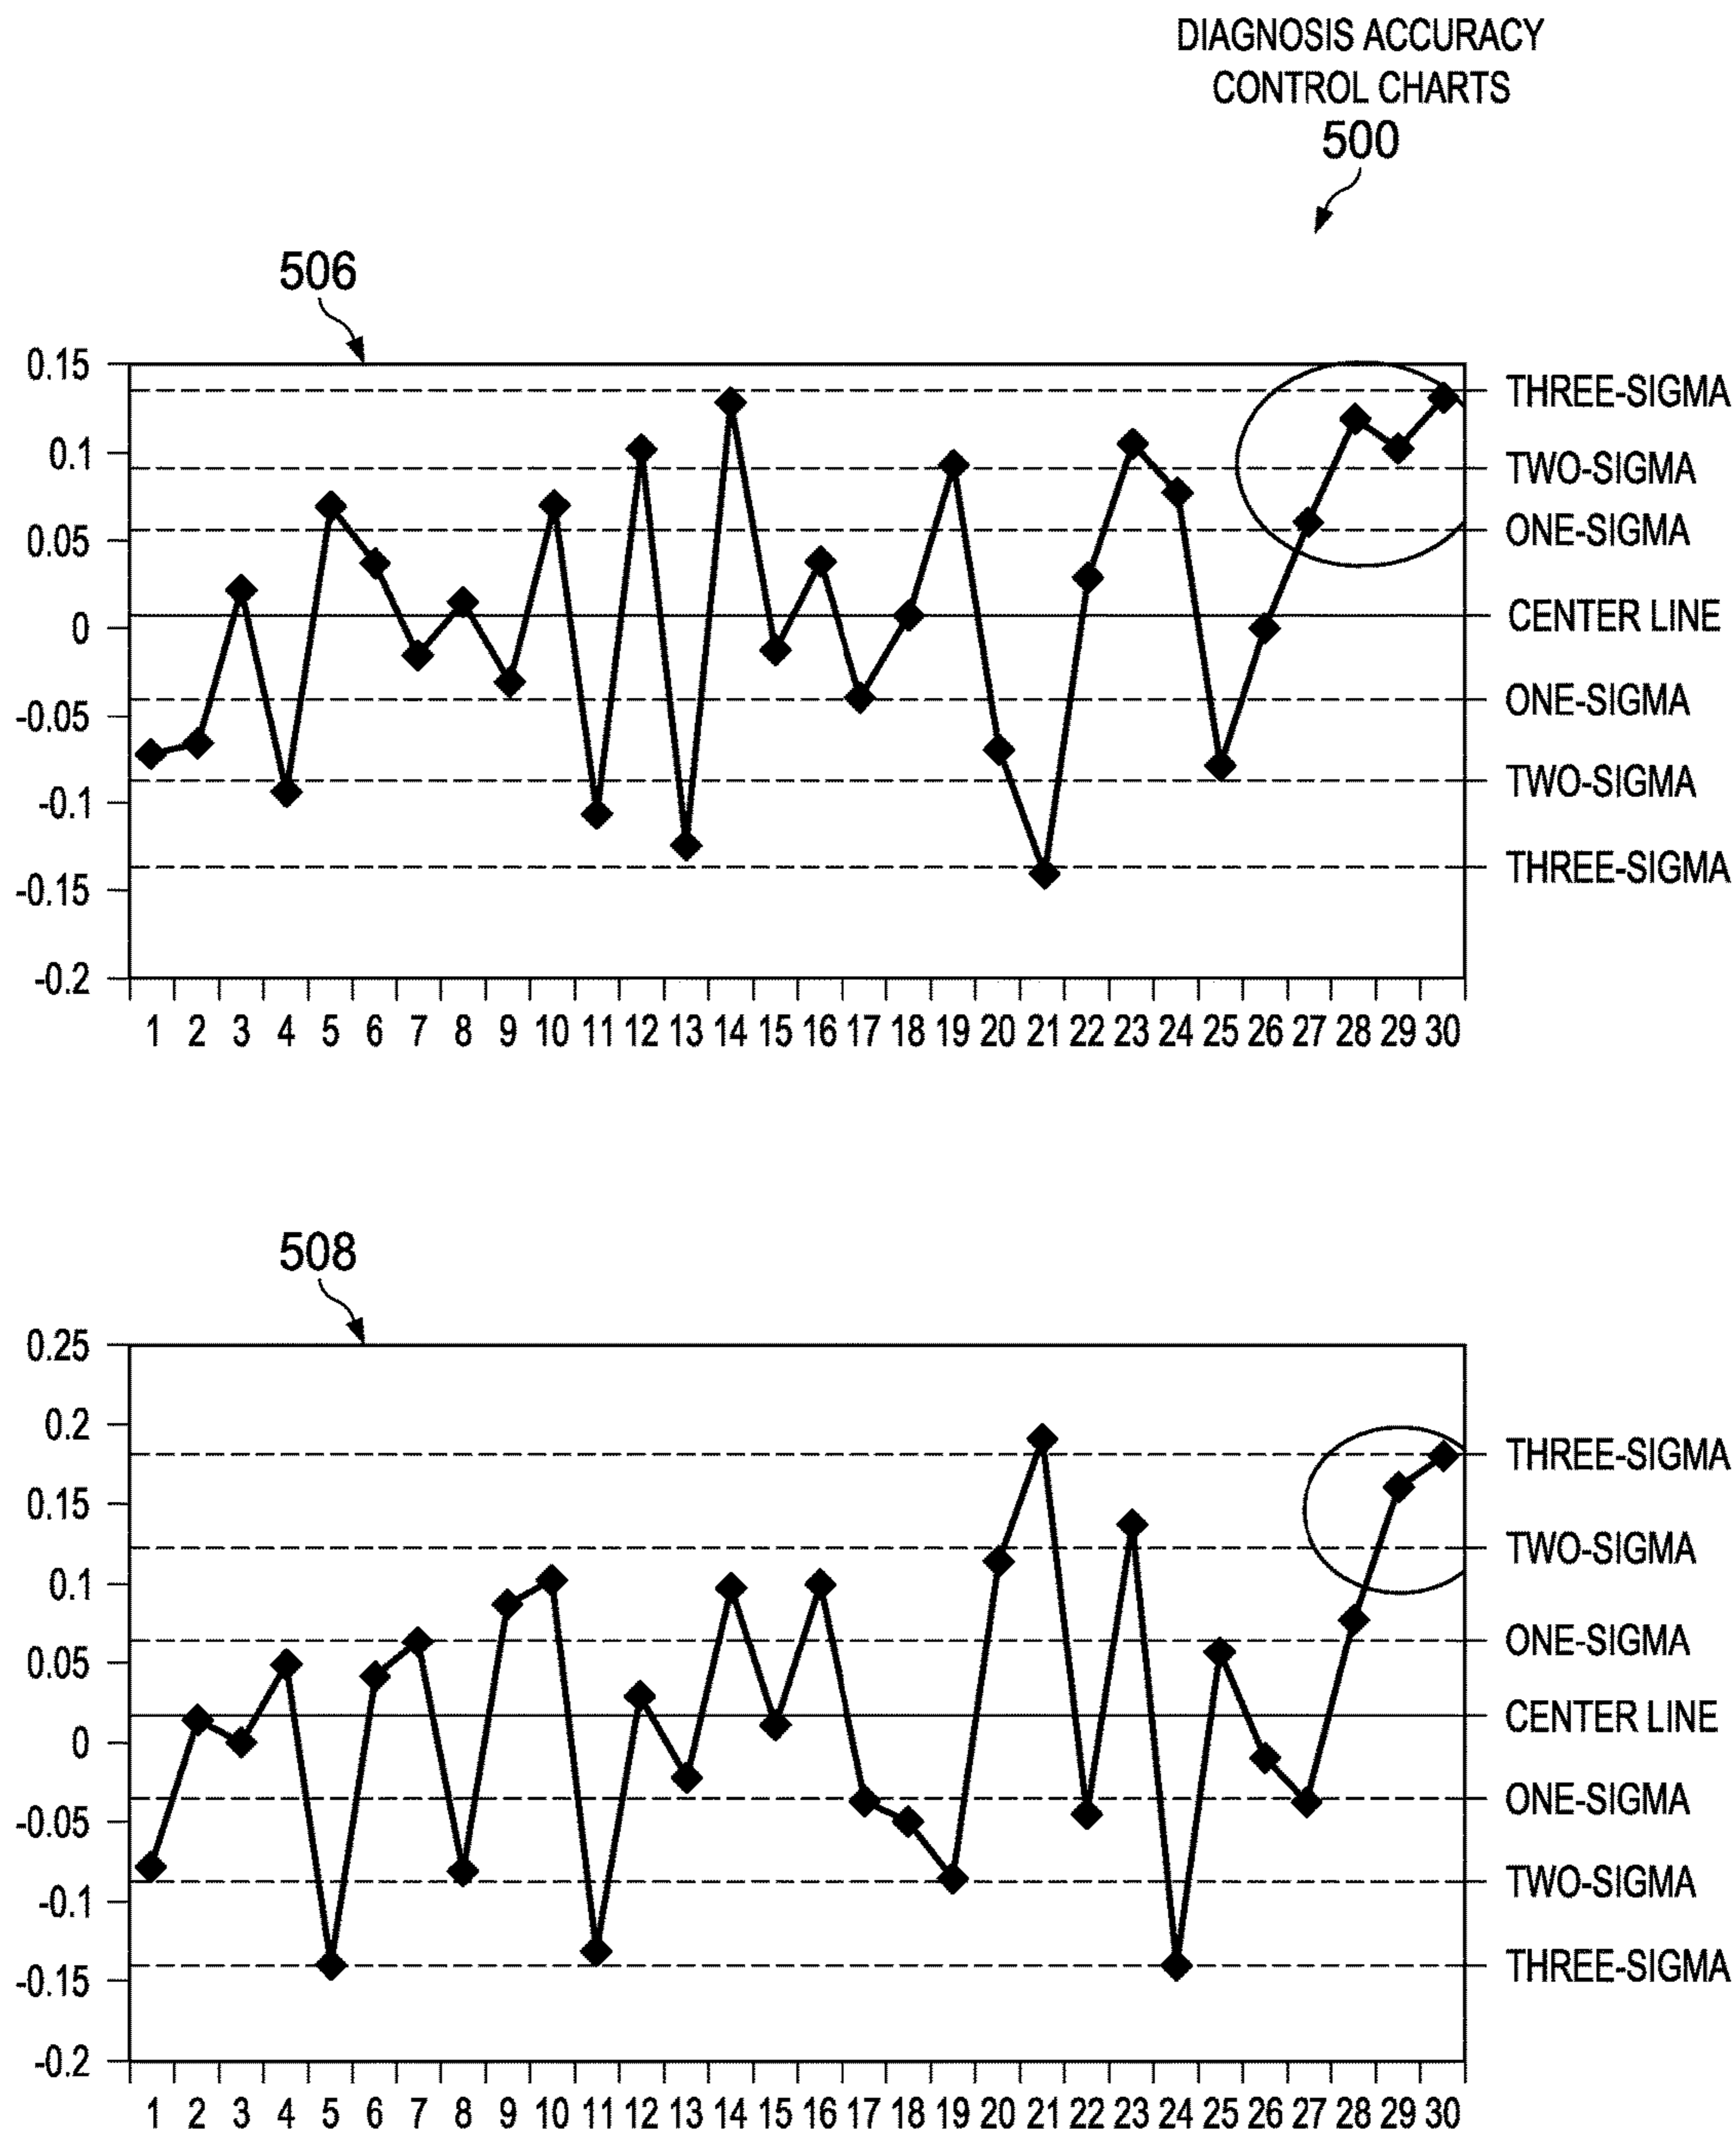 DIAGNOSIS ACCURACY
CONTROL CHARTS
500
506
0.15
0.1
0.05
0
-0.05
-0.1
-0.15
-0.2
THREE-SIGMA
TWO-SIGMA
ONE-SIGMA
CENTER LINE
ONE-SIGMA
TWO-SIGMA
THREE-SIGMA
1 2 3 4 5 6 7 8 9 10 11 12 13 14 15 16 17 18 19 20 21 22 23 24 25 26 27 28 29 30
508
0.25
0.2
0.15
0.1
0.05
0
-0.05
-0.1
-0.15
-0.2
THREE-SIGMA
TWO-SIGMA
ONE-SIGMA
CENTER LINE
ONE-SIGMA
TWO-SIGMA
THREE-SIGMA
1 2 3 4 5 6 7 8 9 10 11 12 13 14 15 16 17 18 19 20 21 22 23 24 25 26 27 28 29 30